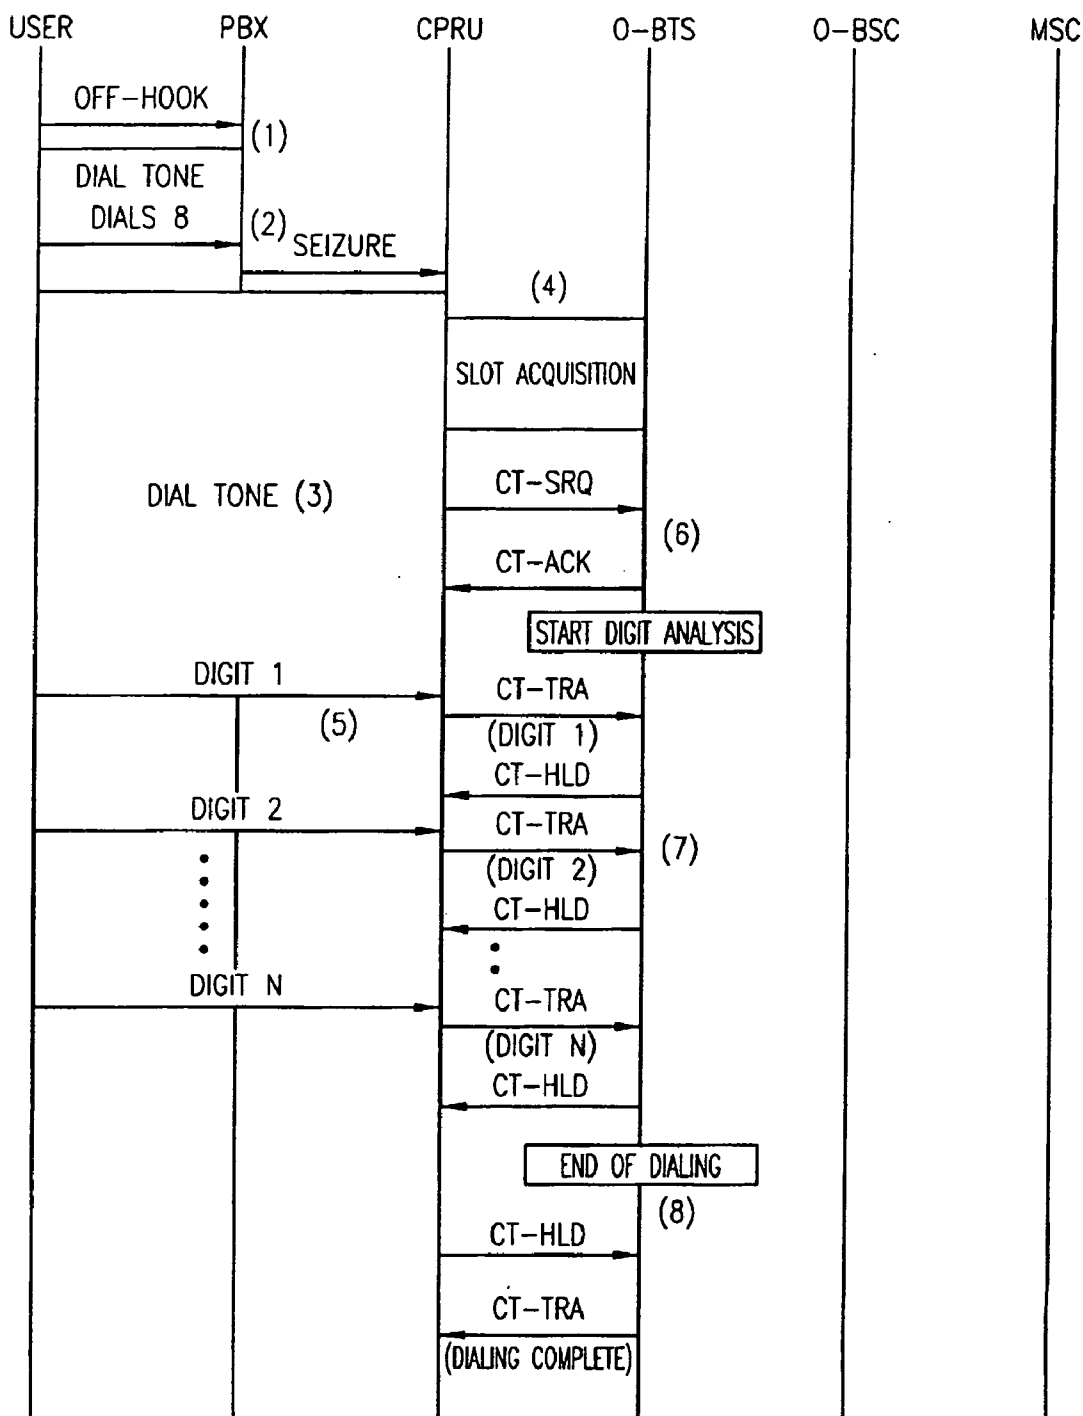 USER PBX CPRU O-BTS O-BSC MSC
OFF-HOOK
(1)
DIAL TONE
DIALS 8 (2)
SEIZURE
(4)
SLOT ACQUISITION
CT-SRQ
DIAL TONE (3)
(6)
CT-ACK
START DIGIT ANALYSIS
DIGIT 1
CT-TRA
(5)
(DIGIT 1)
CT-HLD
DIGIT 2
CT-TRA
(7)
(DIGIT 2)
CT-HLD
DIGIT N
CT-TRA
(DIGIT N)
CT-HLD
END OF DIALING
(8)
CT-HLD
CT-TRA
(DIALING COMPLETE)